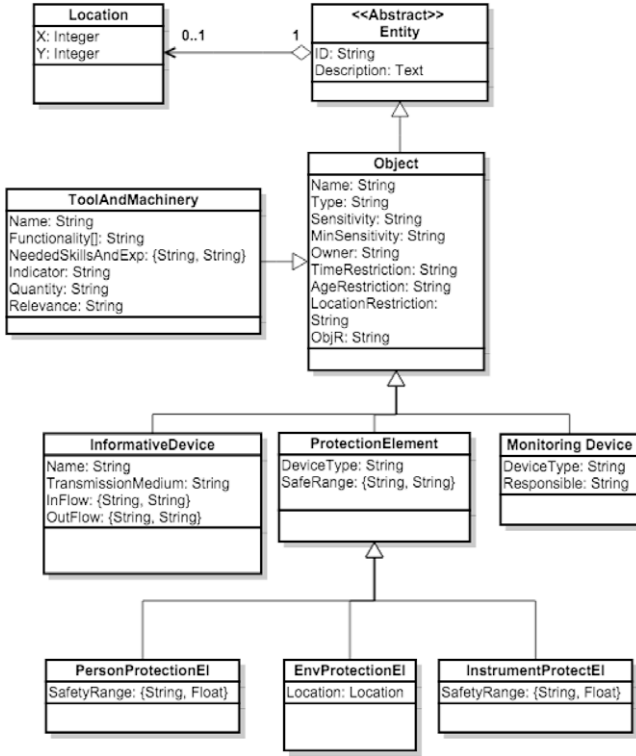 Location
X: Integer
Y: Integer
0..1
1
<<Abstract>>
Entity
ID: String
Description: Text
Object
Name: String
Type: String
Sensitivity: String
MinSensitivity: String
Owner: String
TimeRestriction: String
AgeRestriction: String
LocationRestriction:
String
ObjR: String
ToolAndMachinery
Name: String
Functionality[]: String
NeededSkillsAndExp: {String, String}
Indicator: String
Quantity: String
Relevance: String
InformativeDevice
Name: String
TransmissionMedium: String
InFlow: {String, String}
OutFlow: {String, String}
ProtectionElement
DeviceType: String
SafeRange: {String, String}
Monitoring Device
DeviceType: String
Responsible: String
PersonProtectionEl
SafetyRange: {String, Float}
EnvProtectionEl
Location: Location
InstrumentProtectEl
SafetyRange: {String, Float}